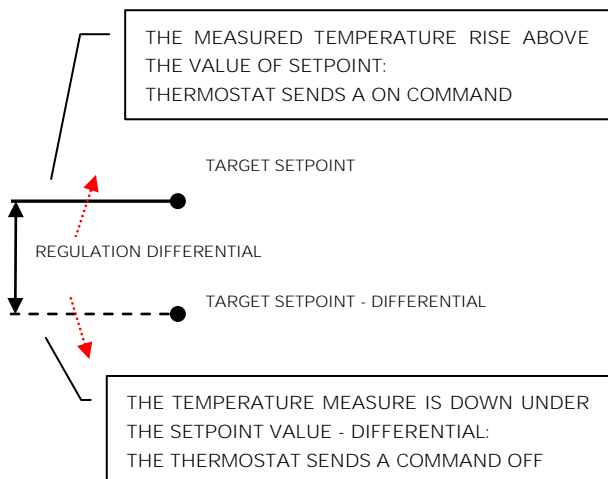 THE MEASURED TEMPERATURE RISE ABOVE
THE VALUE OF SETPOINT:
THERMOSTAT SENDS A ON COMMAND
TARGET SETPOINT
REGULATION DIFFERENTIAL
TARGET SETPOINT - DIFFERENTIAL
THE TEMPERATURE MEASURE IS DOWN UNDER
THE SETPOINT VALUE - DIFFERENTIAL:
THE THERMOSTAT SENDS A COMMAND OFF